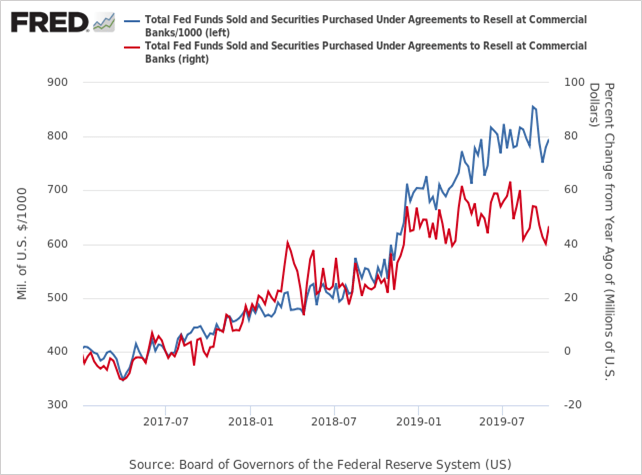 FRED
Total Fed Funds Sold and Securities Purchased Under Agreements to Resell at Commercial
Banks/1000 (left)
Total Fed Funds Sold and Securities Purchased Under Agreements to Resell at Commercial
Banks (right)
900
800
700
600
500
400
300
100
80
60
40
20
0
-20
Mil. of U.S. $/1000
Percent Change from Year Ago of (Millions of U.S.
Dollars)
2017-07
2018-01
2018-07
2019-01
2019-07
Source: Board of Governors of the Federal Reserve System (US)